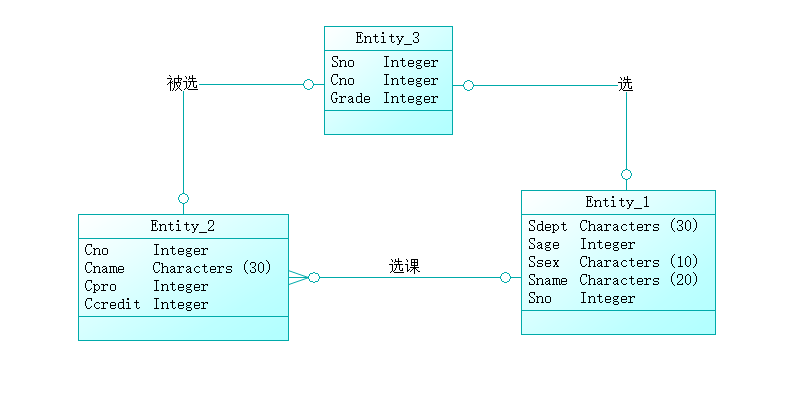 Entity_3
Sno Integer
Cno Integer
Grade Integer
被选
选
Entity_2
Cno Integer
Cname Characters (30)
Cpro Integer
Ccredit Integer
选课
Entity_1
Sdept Characters (30)
Sage Integer
Ssex Characters (10)
Sname Characters (20)
Sno Integer